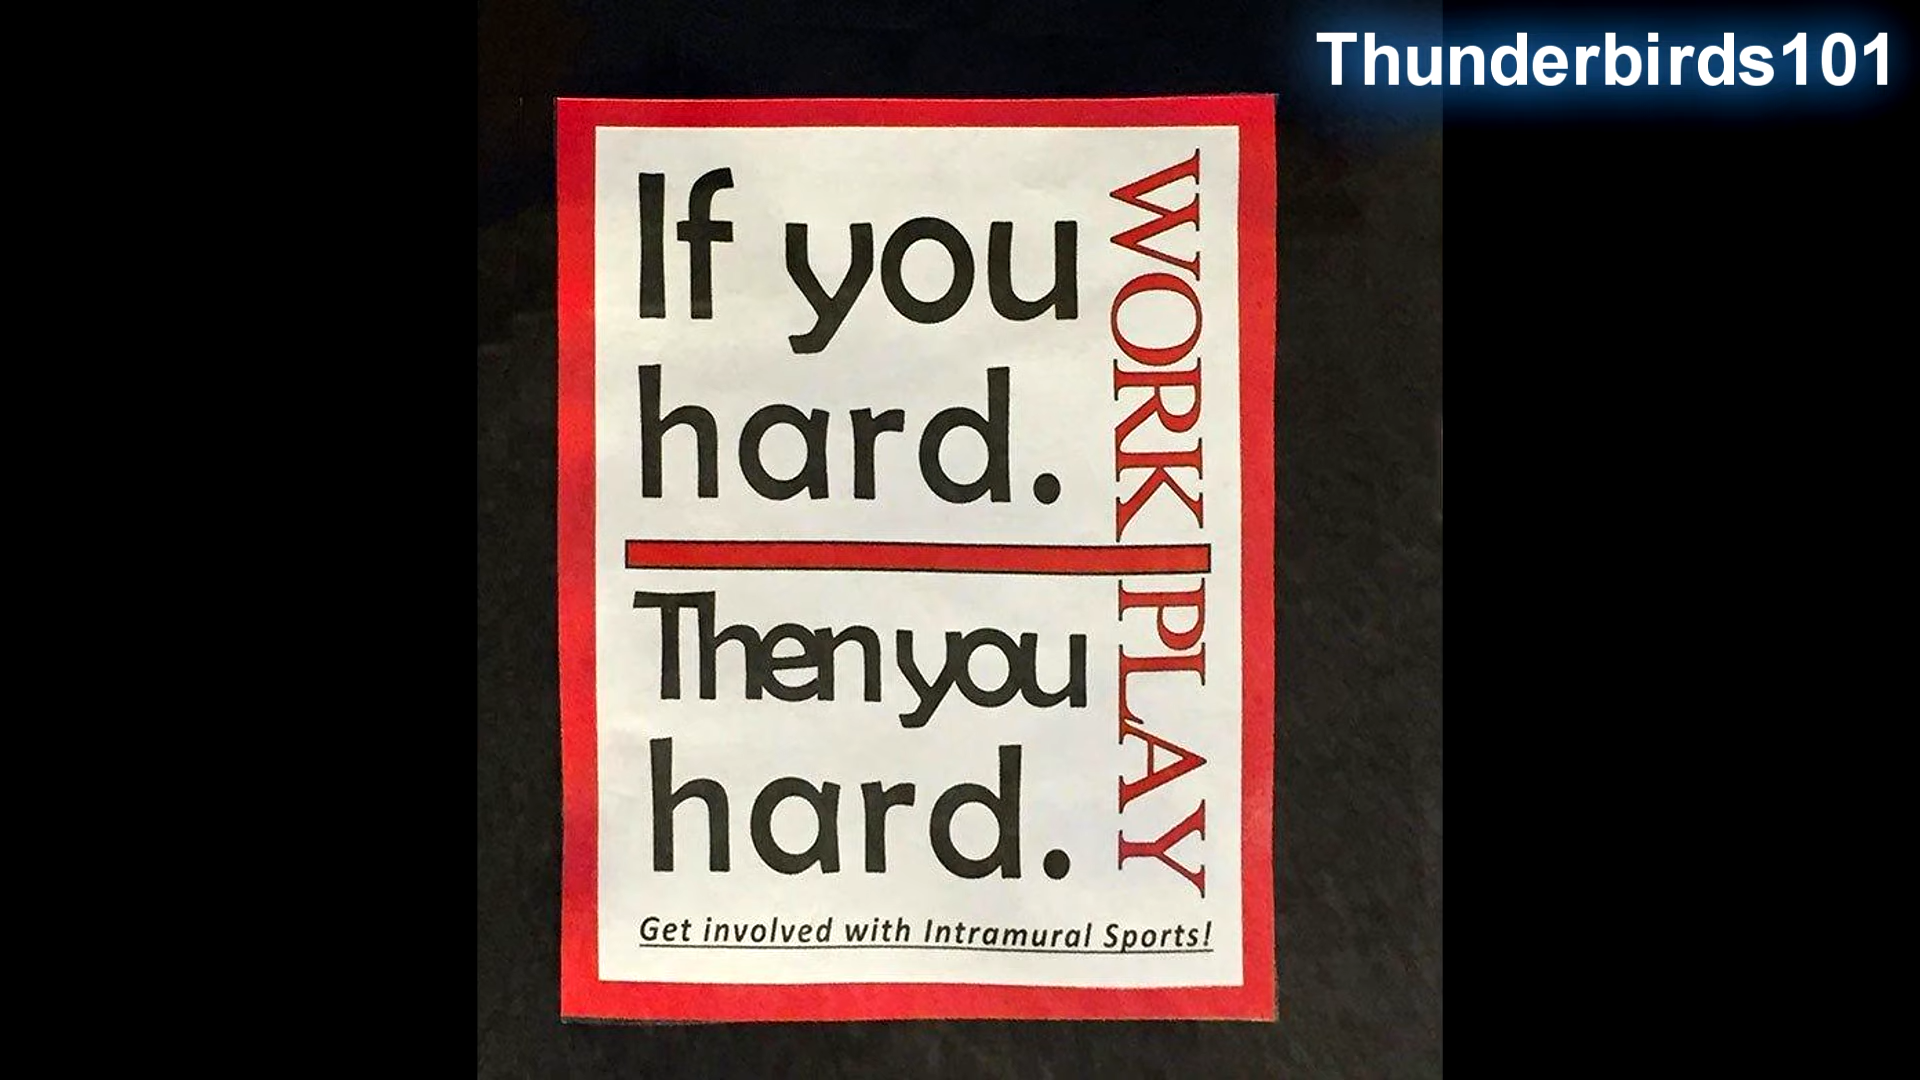 Thunderbirds101
If you
hard.
WORK
Then you
hard.
PLAY
Get involved with Intramural Sports!